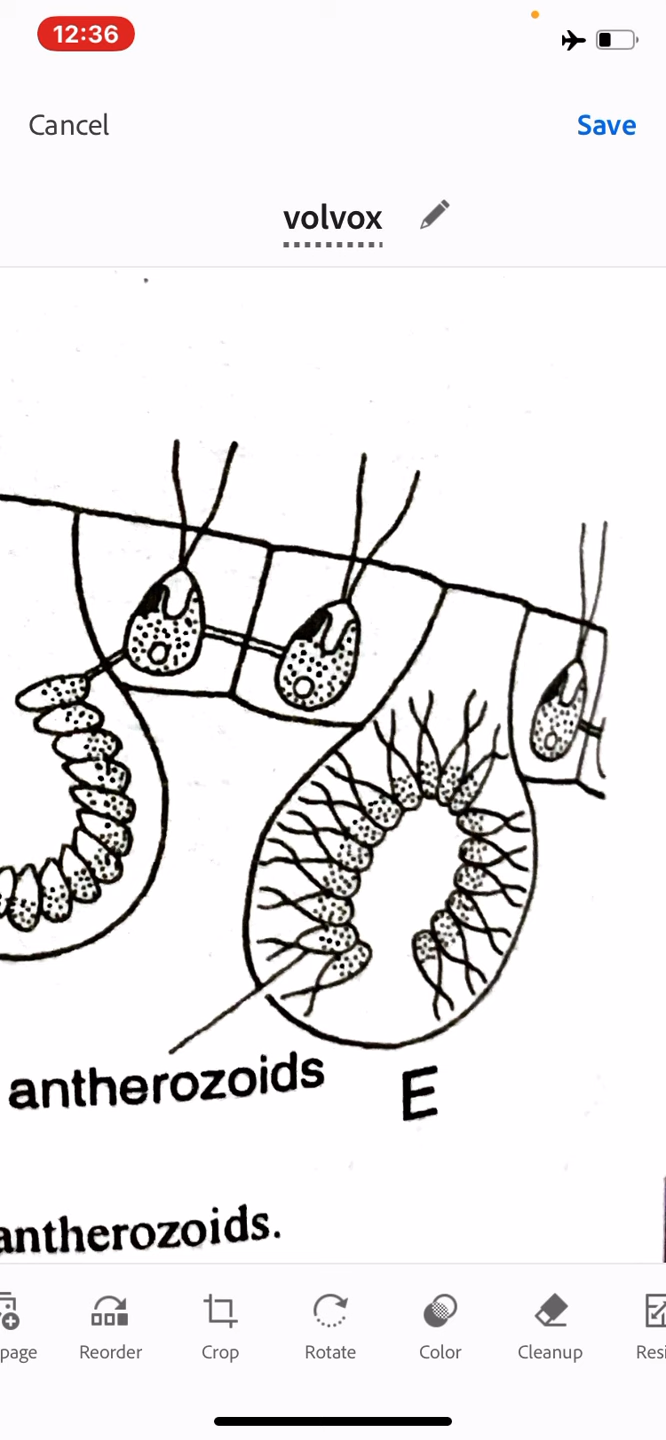 12:36
Cancel
Save
volvox
antherozoids
E
antherozoids.
page
Reorder
Crop
Rotate
Color
Cleanup
Resi